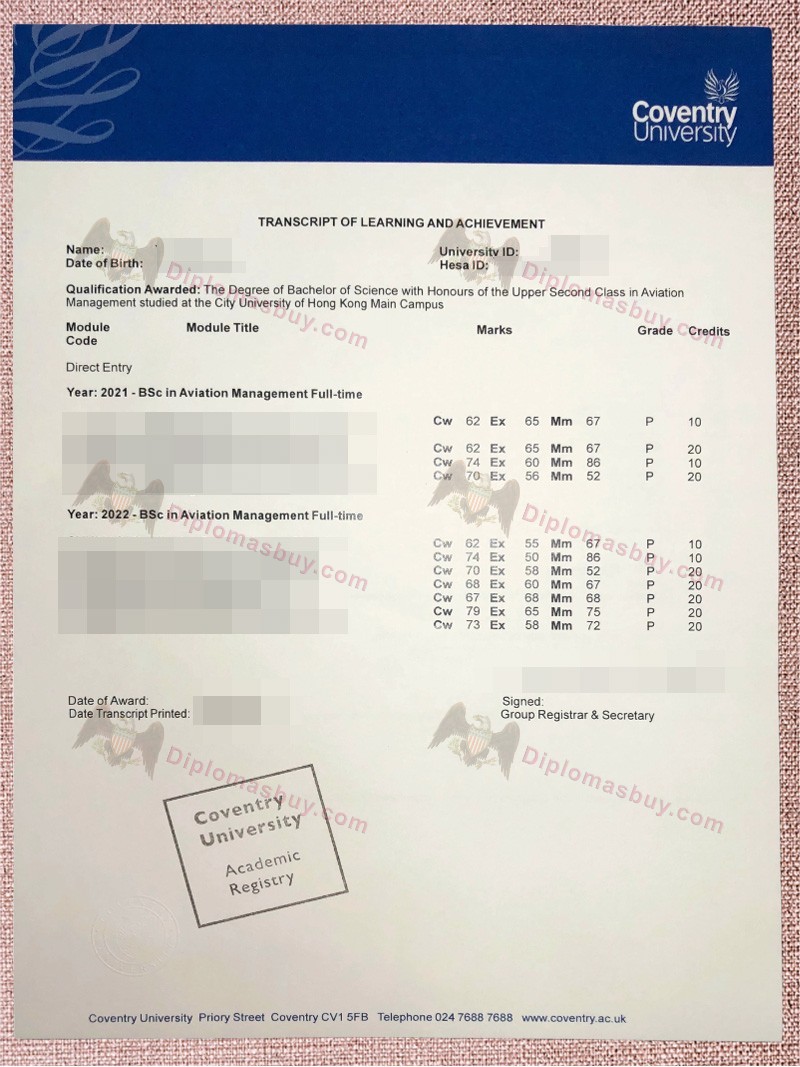 Coventry
University
TRANSCRIPT OF LEARNING AND ACHIEVEMENT
Name: University ID:
Date of Birth: Hesa ID:
Qualification Awarded: The Degree of Bachelor of Science with Honours of the Upper Second Class in Aviation
Management studied at the City University of Hong Kong Main Campus
Module Code Module Title Marks Grade Credits
Direct Entry
Year: 2021 - BSc in Aviation Management Full-time
Cw 62 Ex 65 Mm 67 P 10
Cw 62 Ex 65 Mm 67 P 20
Cw 74 Ex 60 Mm 86 P 10
Cw 70 Ex 56 Mm 52 P 20
Year: 2022 - BSc in Aviation Management Full-time
Cw 62 Ex 55 Mm 67 P 10
Cw 74 Ex 50 Mm 86 P 10
Cw 70 Ex 58 Mm 52 P 20
Cw 68 Ex 60 Mm 67 P 20
Cw 67 Ex 68 Mm 68 P 20
Cw 79 Ex 65 Mm 75 P 20
Cw 73 Ex 58 Mm 72 P 20
Date of Award: Signed:
Date Transcript Printed: Group Registrar & Secretary
Coventry
University
Academic
Registry
Coventry University Priory Street Coventry CV1 5FB Telephone 024 7688 7688 www.coventry.ac.uk
Diplomasbuy.com
Diplomasbuy.com
Diplomasbuy.com
Diplomasbuy.com
Diplomasbuy.com
Diplomasbuy.com